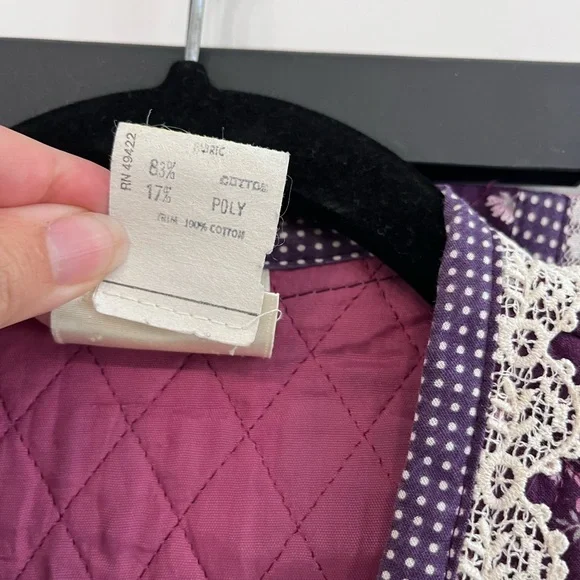 FABRIC
83% COTTON
17% POLY
TRIM 100% COTTON
RN 49422